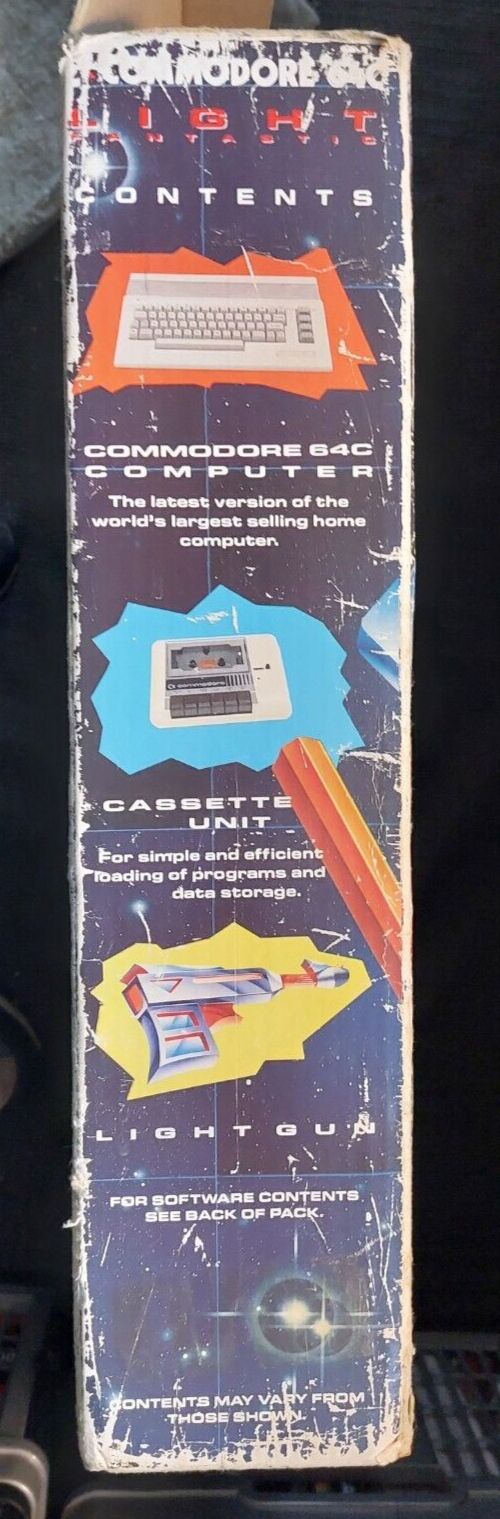 COMMODORE 64C
LIGHT
FANTASTIC
CONTENTS
COMMODORE 64C
COMPUTER
The latest version of the
world's largest selling home
computer.
commodore
CASSETTE
UNIT
For simple and efficient
loading of programs and
data storage.
LIGHT GUN
FOR SOFTWARE CONTENTS
SEE BACK OF PACK.
CONTENTS MAY VARY FROM
THOSE SHOWN.